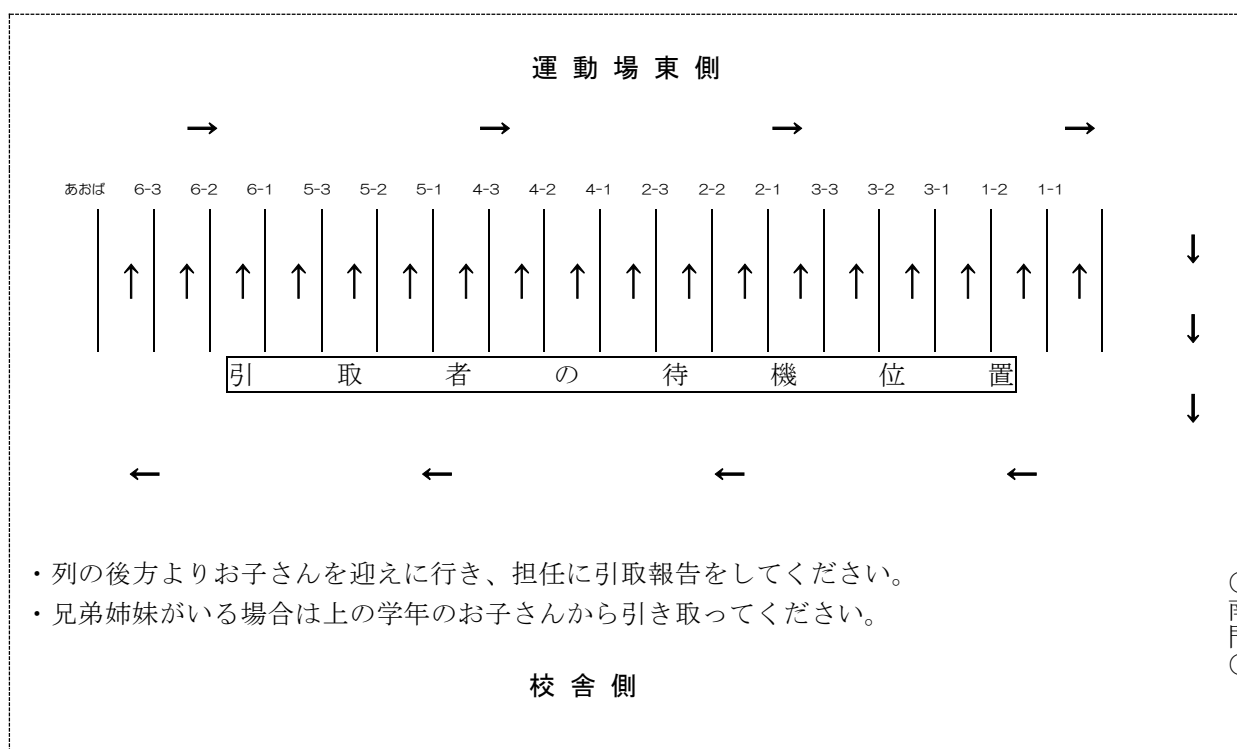 運動場東側
→ → → →
あおば 6-3 6-2 6-1 5-3 5-2 5-1 4-3 4-2 4-1 2-3 2-2 2-1 3-3 3-2 3-1 1-2 1-1
↑ ↑ ↑ ↑ ↑ ↑ ↑ ↑ ↑ ↑ ↑ ↑ ↑ ↑ ↑ ↑ ↑ ↑
↓
↓
↓
引取者の待機位置
← ← ← ←
・列の後方よりお子さんを迎えに行き、担任に引取報告をしてください。
・兄弟姉妹がいる場合は上の学年のお子さんから引き取ってください。
校舎側